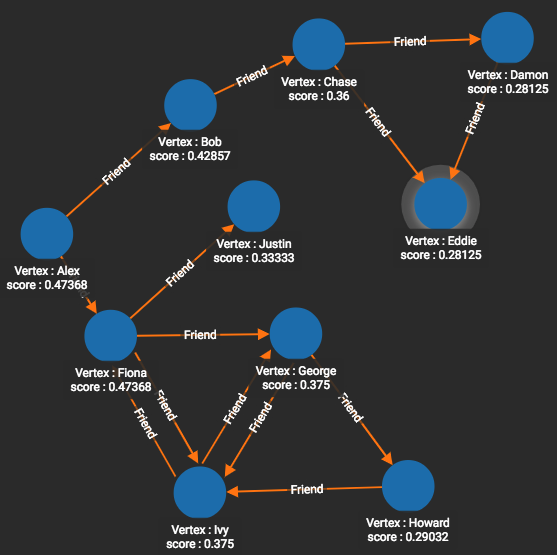 Friend
Vertex : Chase
score : 0.36
Vertex : Damon
score : 0.28125
Friend
Friend
Friend
Vertex : Bob
score : 0.42857
Friend
Vertex : Justin
score : 0.33333
Vertex : Eddie
score : 0.28125
Vertex : Alex
score : 0.47368
Friend
Friend
Vertex : Fiona
score : 0.47368
Vertex : George
score : 0.375
Friend
Friend
Friend
Friend
Friend
Friend
Vertex : Ivy
score : 0.375
Vertex : Howard
score : 0.29032